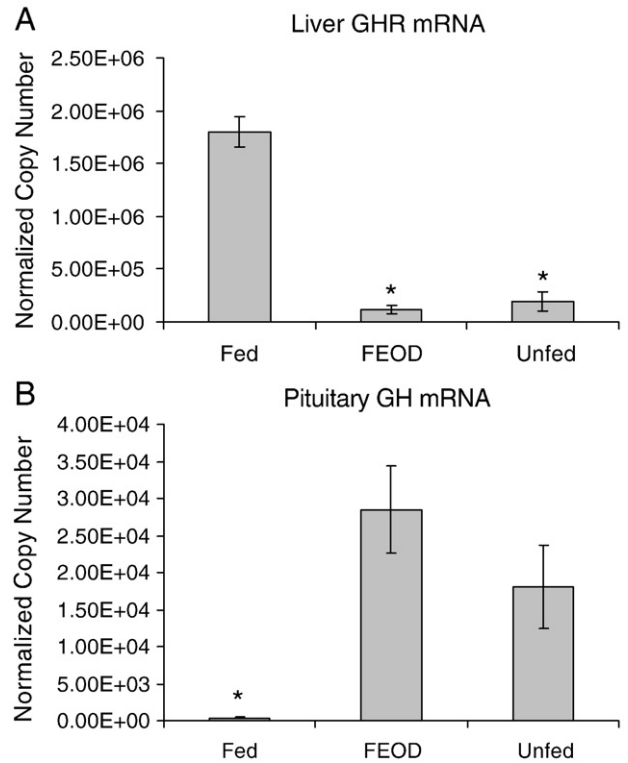 A
Liver GHR mRNA
Normalized Copy Number
2.50E+06
2.00E+06
1.50E+06
1.00E+06
5.00E+05
0.00E+00
*
*
Fed FEOD Unfed
B
Pituitary GH mRNA
Normalized Copy Number
4.00E+04
3.50E+04
3.00E+04
2.50E+04
2.00E+04
1.50E+04
1.00E+04
5.00E+03
0.00E+00
*
Fed FEOD Unfed